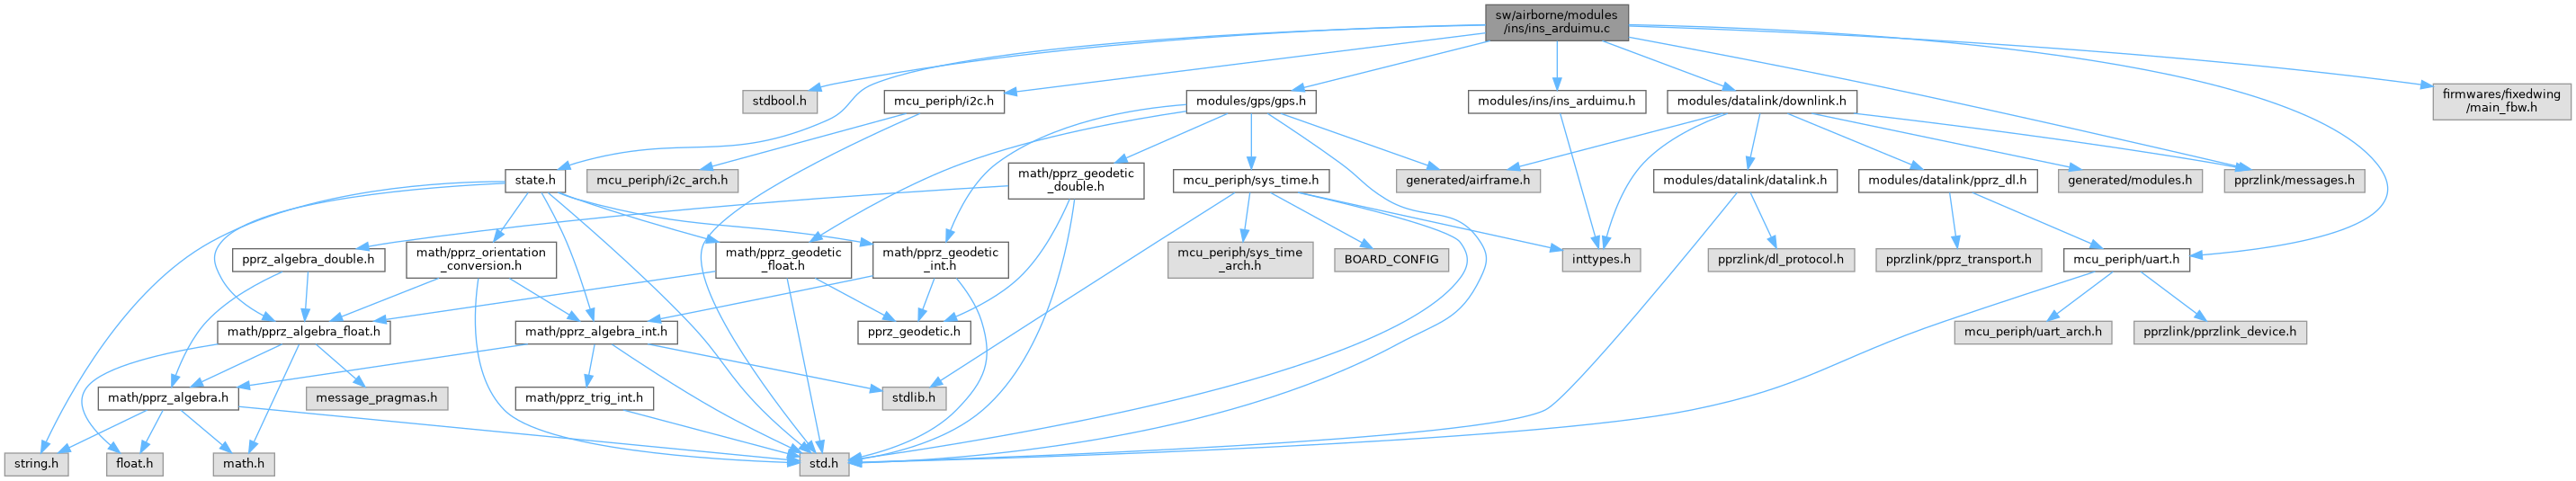 sw/airborne/modules
/ins/ins_arduimu.c
stdbool.h
mcu_periph/i2c.h
modules/gps/gps.h
modules/ins/ins_arduimu.h
modules/datalink/downlink.h
firmwares/fixedwing
/main_fbw.h
state.h
mcu_periph/i2c_arch.h
math/pprz_geodetic
_double.h
mcu_periph/sys_time.h
generated/airframe.h
modules/datalink/datalink.h
modules/datalink/pprz_dl.h
generated/modules.h
pprzlink/messages.h
pprz_algebra_double.h
math/pprz_orientation
_conversion.h
math/pprz_geodetic
_float.h
math/pprz_geodetic
_int.h
mcu_periph/sys_time
_arch.h
BOARD_CONFIG
inttypes.h
pprzlink/dl_protocol.h
pprzlink/pprz_transport.h
mcu_periph/uart.h
math/pprz_algebra_float.h
math/pprz_algebra_int.h
pprz_geodetic.h
mcu_periph/uart_arch.h
pprzlink/pprzlink_device.h
math/pprz_algebra.h
message_pragmas.h
math/pprz_trig_int.h
stdlib.h
string.h
float.h
math.h
std.h